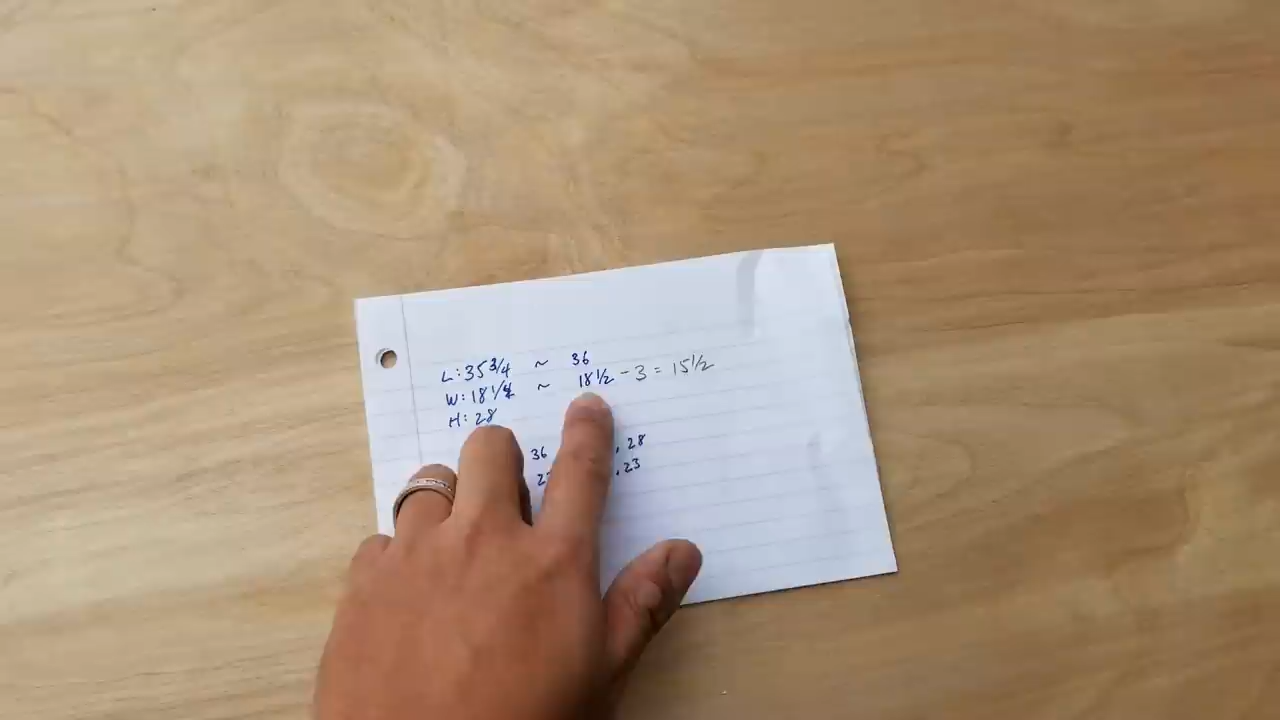 L: 35 3/4 ~ 36
W: 18 1/4 ~ 18 1/2 - 3 = 15 1/2
H: 28
36 , 28
, 23